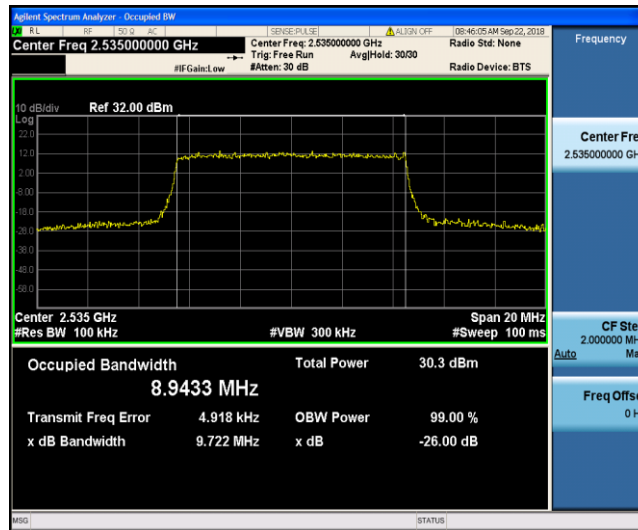 Agilent Spectrum Analyzer - Occupied BW
RL RF 50 Ω AC SENSE:PULSE ALIGN OFF 08:46:05 AM Sep 22, 2018
Center Freq 2.535000000 GHz
Center Freq: 2.535000000 GHz
Radio Std: None
Trig: Free Run
Avg|Hold: 30/30
#IFGain:Low
#Atten: 30 dB
Radio Device: BTS
Frequency
10 dB/div
Ref 32.00 dBm
Log
22.0
12.0
2.00
-8.00
-18.0
-28.0
-38.0
-48.0
-58.0
Center 2.535 GHz
Span 20 MHz
#Res BW 100 kHz
#VBW 300 kHz
#Sweep 100 ms
Occupied Bandwidth
8.9433 MHz
Total Power 30.3 dBm
Transmit Freq Error 4.918 kHz
OBW Power 99.00 %
x dB Bandwidth 9.722 MHz
x dB -26.00 dB
Center Fre
2.535000000 GH
CF Ste
2.000000 MH
Auto Ma
Freq Offse
0 H
MSG
STATUS